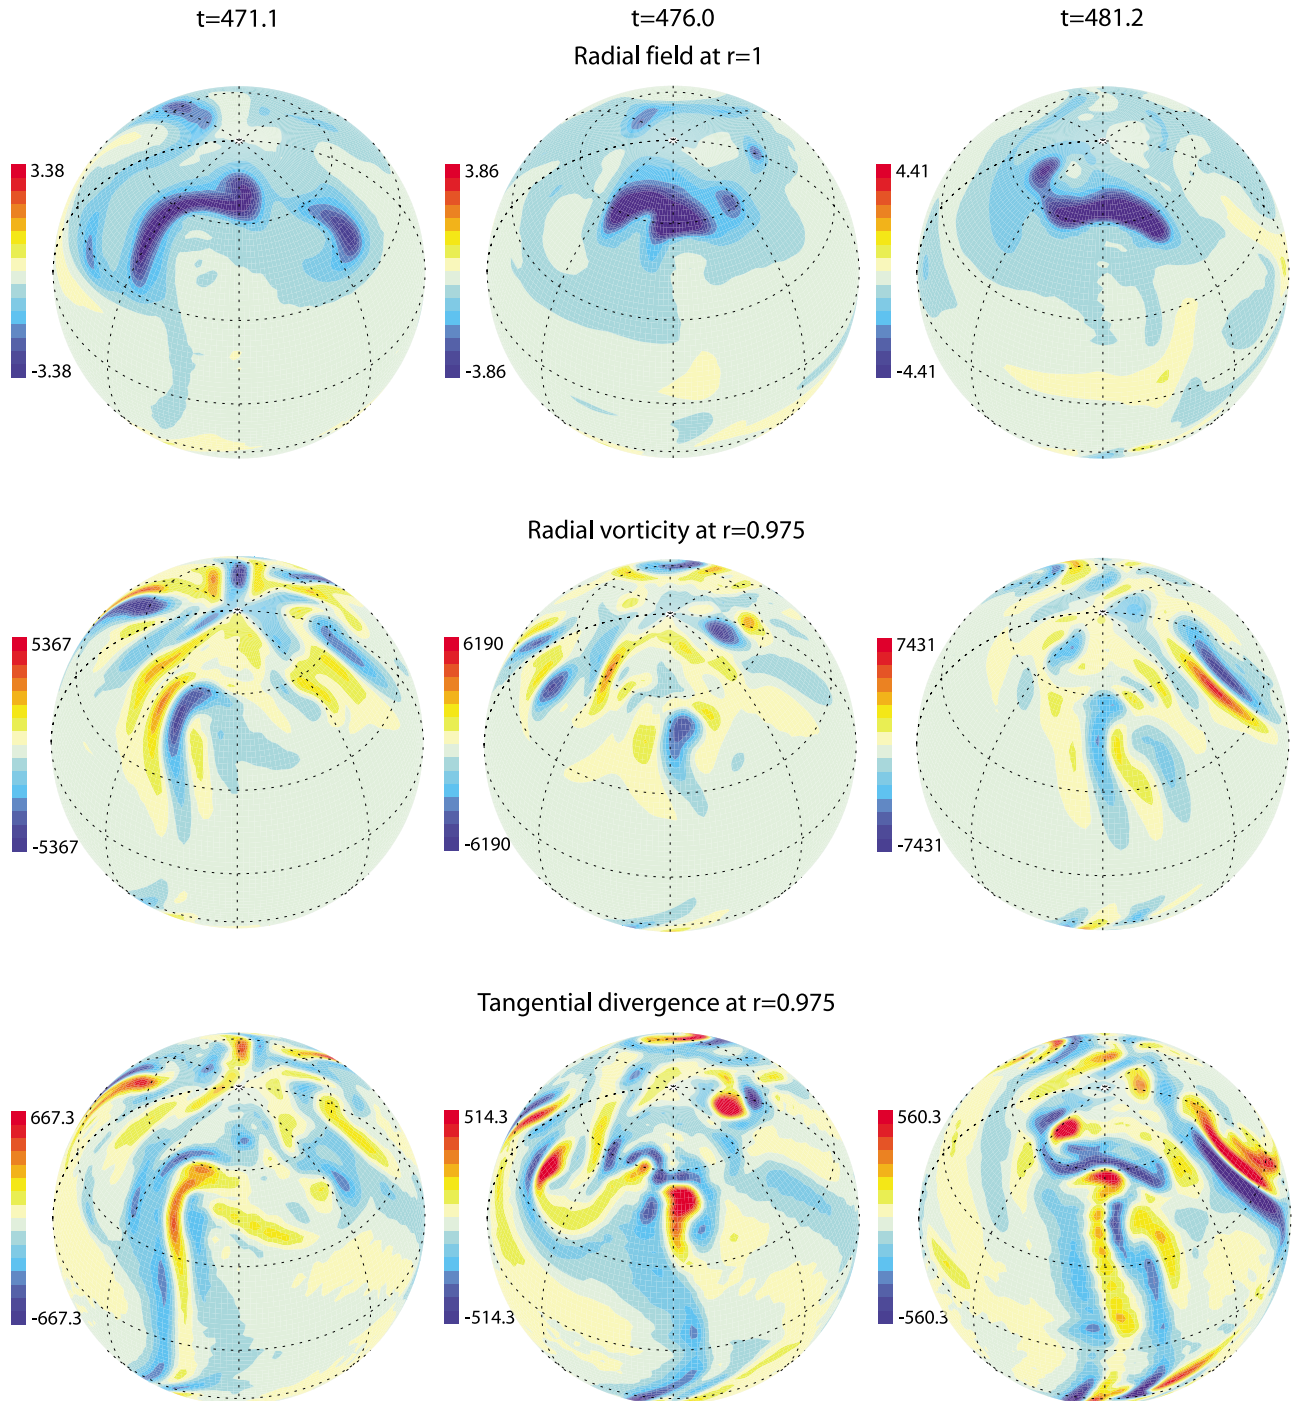 t=471.1 t=476.0 t=481.2
Radial field at r=1
3.38 3.86 4.41
-3.38 -3.86 -4.41
Radial vorticity at r=0.975
5367 6190 7431
-5367 -6190 -7431
Tangential divergence at r=0.975
667.3 514.3 560.3
-667.3 -514.3 -560.3